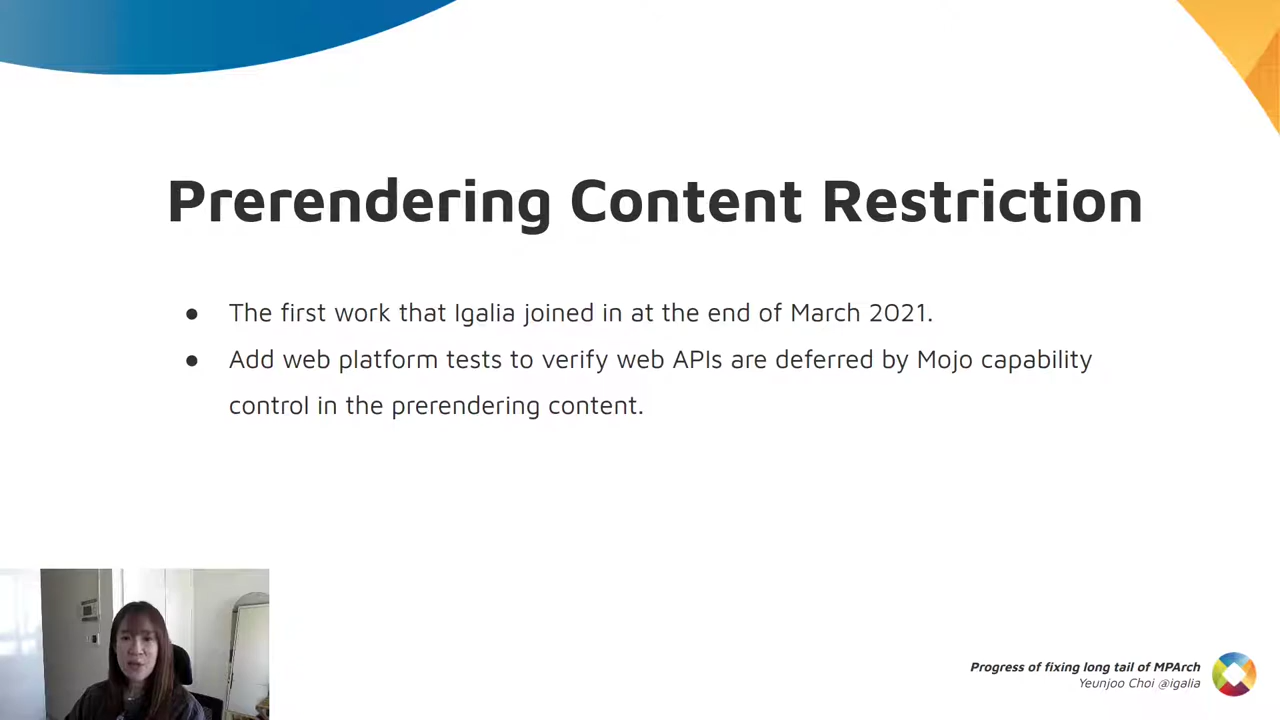 Prerendering Content Restriction
● The first work that Igalia joined in at the end of March 2021.
● Add web platform tests to verify web APIs are deferred by Mojo capability
control in the prerendering content.
Progress of fixing long tail of MPArch
Yeunjoo Choi @igalia